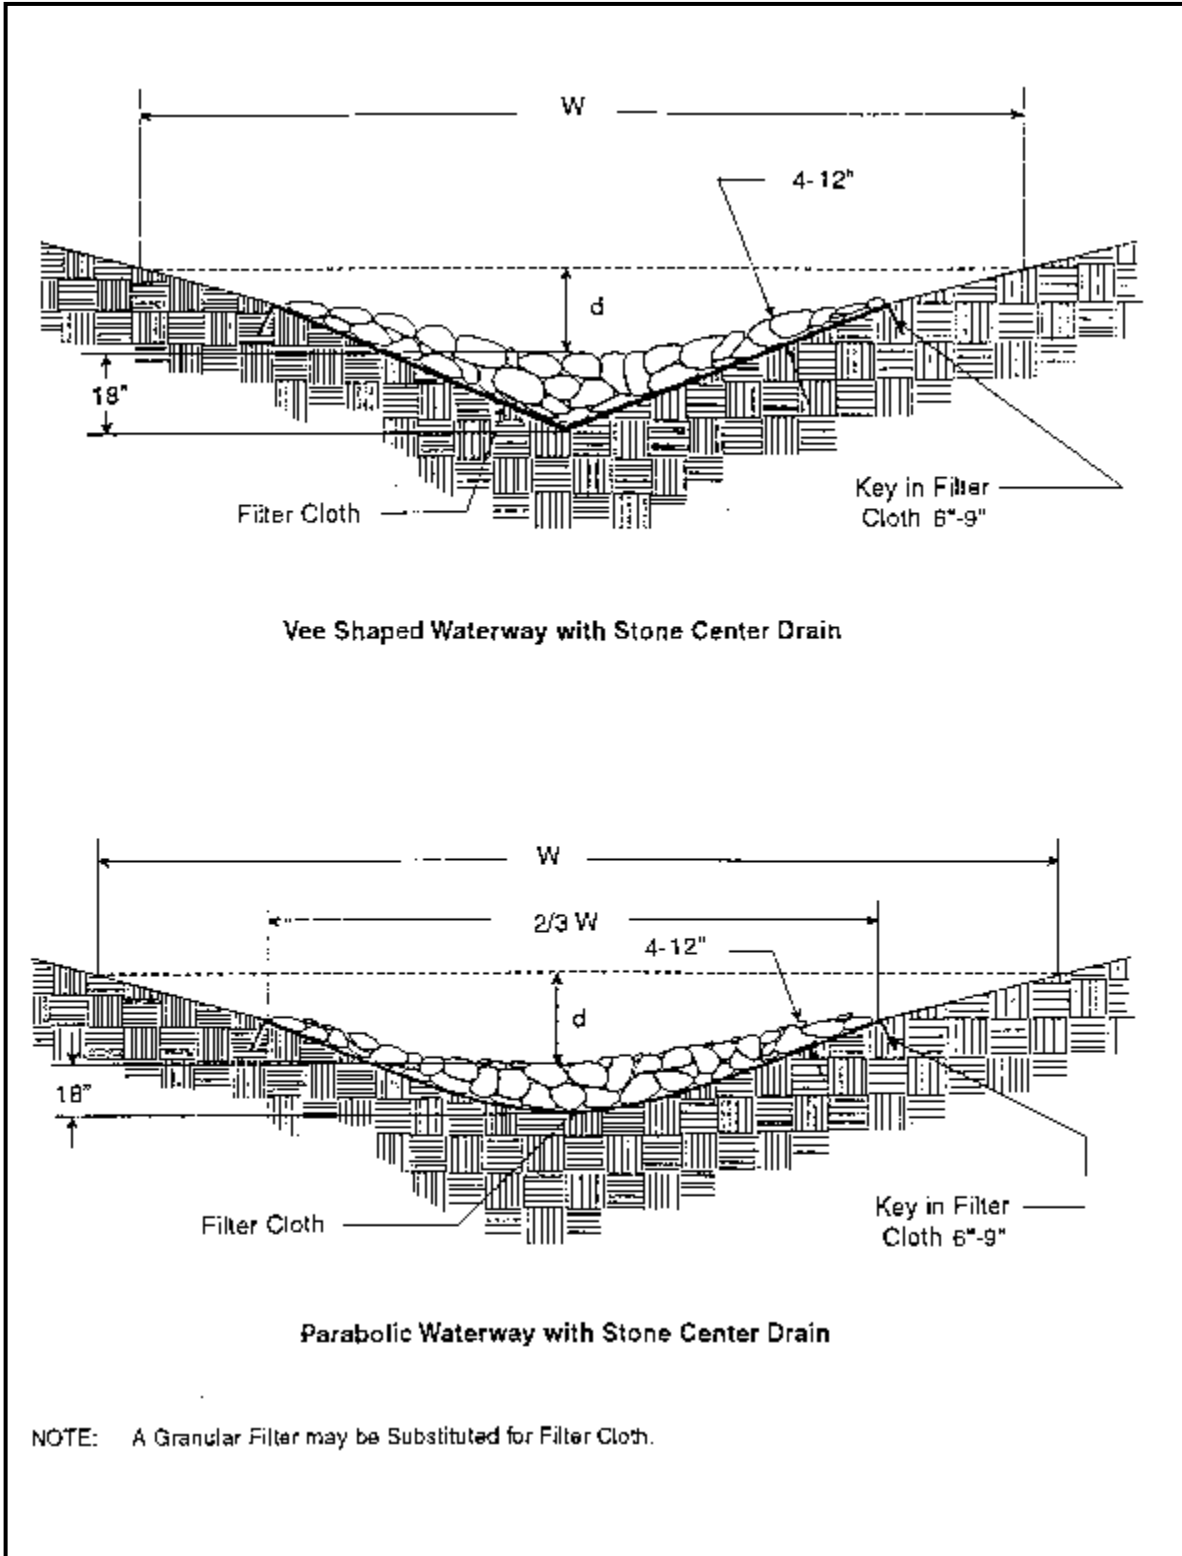 W
4-12"
d
18"
Filter Cloth
Key in Filter
Cloth 6"-9"
Vee Shaped Waterway with Stone Center Drain
W
2/3 W
4-12"
d
18"
Filter Cloth
Key in Filter
Cloth 6"-9"
Parabolic Waterway with Stone Center Drain
NOTE: A Granular Filter may be Substituted for Filter Cloth.